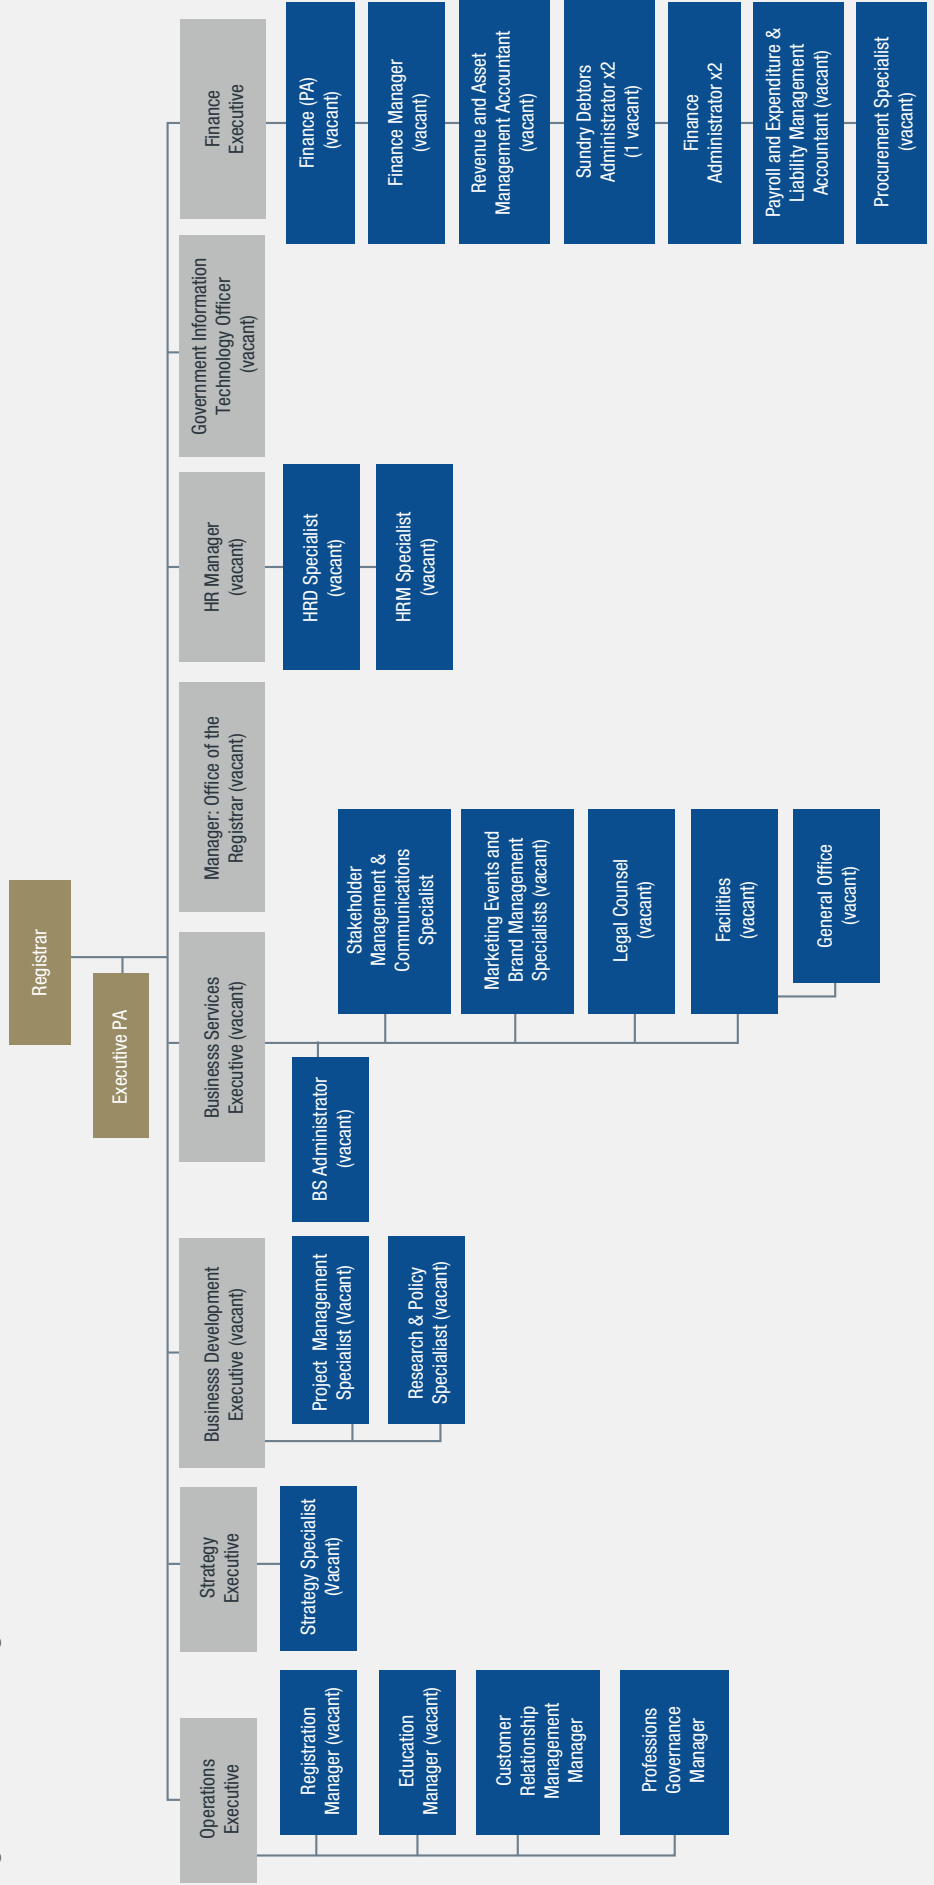 Registrar
Executive PA
Operations
Executive
Strategy
Executive
Businesss Development
Executive (vacant)
Businesss Services
Executive (vacant)
Manager: Office of the
Registrar (vacant)
HR Manager
(vacant)
Government Information
Technology Officer
(vacant)
Finance
Executive
Registration
Manager (vacant)
Education
Manager (vacant)
Customer
Relationship
Management
Manager
Professions
Governance
Manager
Strategy Specialist
(Vacant)
Project Management
Specialist (Vacant)
Research & Policy
Specialiast (vacant)
BS Administrator
(vacant)
Stakeholder
Management &
Communications
Specialist
Marketing Events and
Brand Management
Specialists (vacant)
Legal Counsel
(vacant)
Facilities
(vacant)
General Office
(vacant)
HRD Specialist
(vacant)
HRM Specialist
(vacant)
Finance (PA)
(vacant)
Finance Manager
(vacant)
Revenue and Asset
Management Accountant
(vacant)
Sundry Debtors
Administrator x2
(1 vacant)
Finance
Administrator x2
Payroll and Expenditure &
Liability Management
Accountant (vacant)
Procurement Specialist
(vacant)